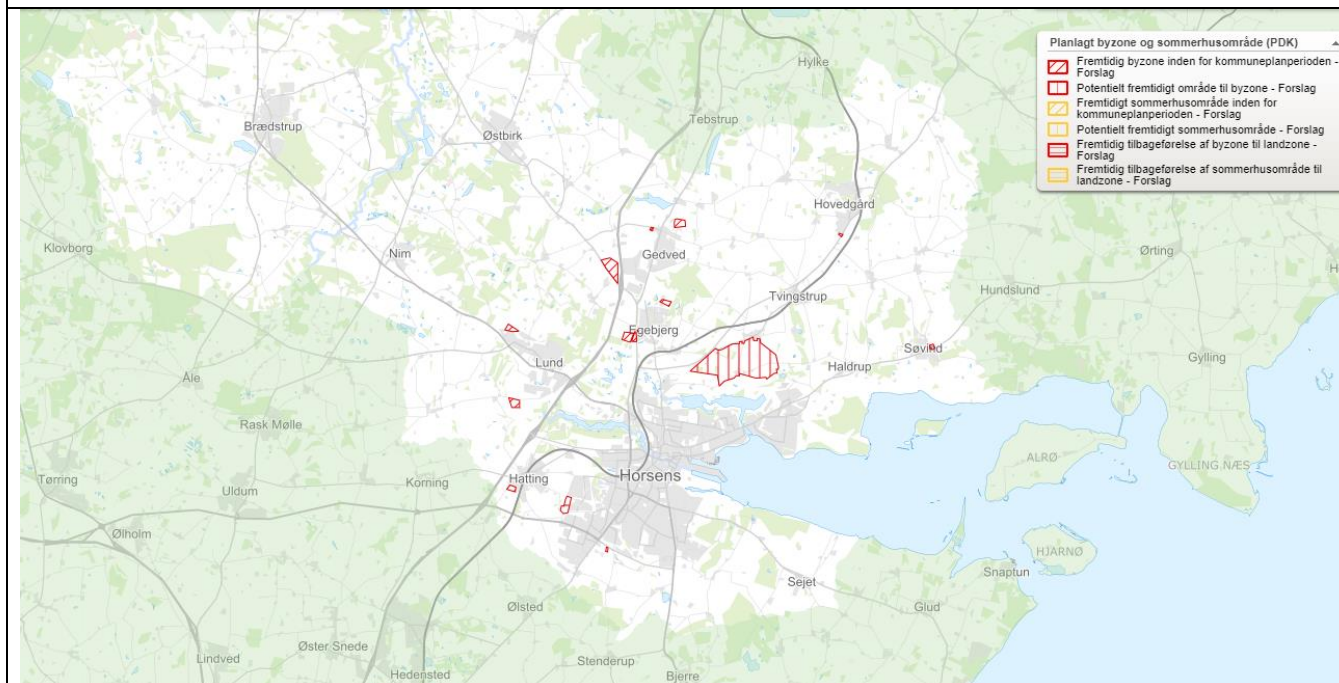 Planlagt byzone og sommerhusområde (PDK)
Fremtidig byzone inden for kommuneplanperioden -
Forslag
Potentielt fremtidigt område til byzone - Forslag
Fremtidigt sommerhusområde inden for
kommuneplanperioden - Forslag
Potentielt fremtidigt sommerhusområde - Forslag
Fremtidig tilbageførelse af byzone til landzone -
Forslag
Fremtidig tilbageførelse af sommerhusområde til
landzone - Forslag
Hylke
Tebstrup
Brædstrup
Østbirk
Hovedgård
Klovborg
Nim
Gedved
Ørting
Hundslund
Tvingstrup
Egebjerg
Søvind
Gylling
Lund
Haldrup
Åle
Rask Mølle
ALRØ
GYLLING NÆS
Tørring
Uldum
Korning
Hatting
Horsens
Ølholm
HJARNØ
Snaptun
Sejet
Glud
Ølsted
Øster Snede
Lindved
Stenderup
Hedensted
Bjerre